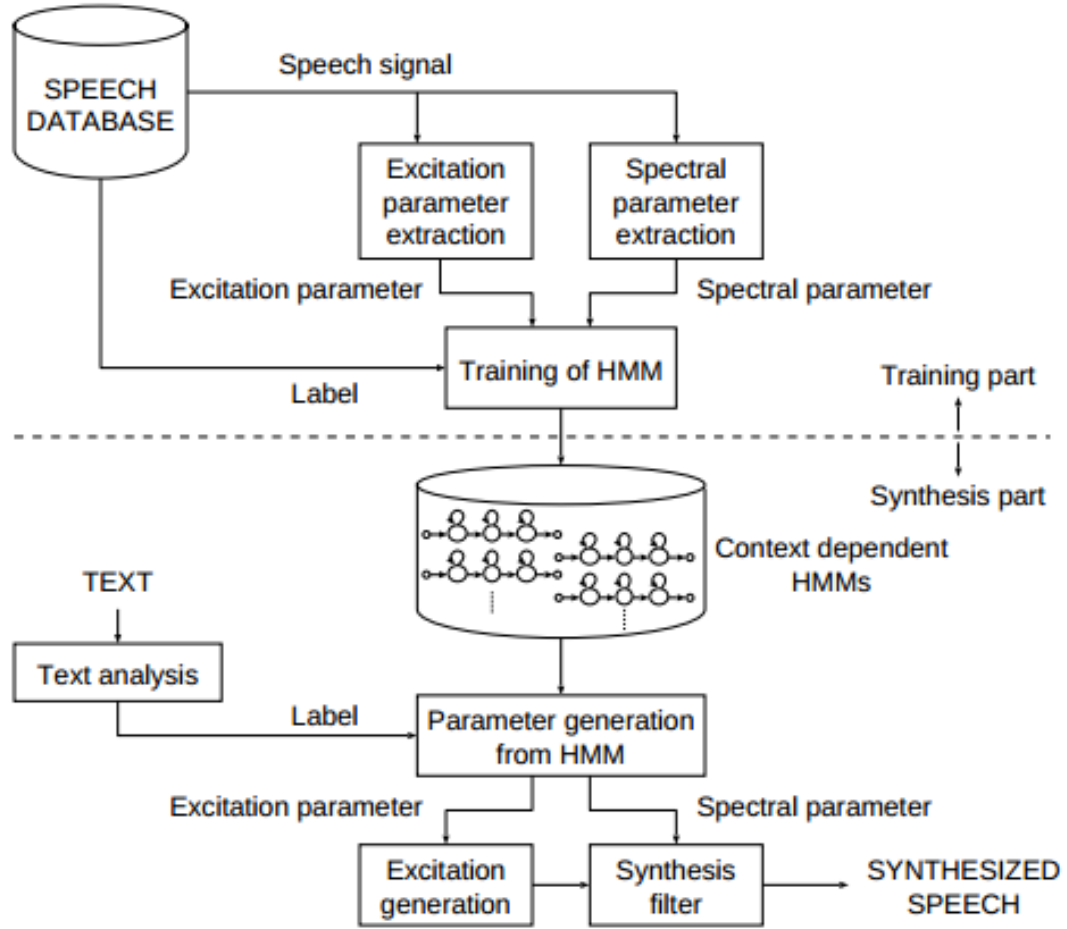 Speech signal
SPEECH
DATABASE
Excitation
parameter
extraction
Spectral
parameter
extraction
Excitation parameter
Spectral parameter
Training of HMM
Label
Training part
Synthesis part
Context dependent
HMMs
TEXT
Text analysis
Label
Parameter generation
from HMM
Excitation parameter
Spectral parameter
Excitation
generation
Synthesis
filter
SYNTHESIZED
SPEECH